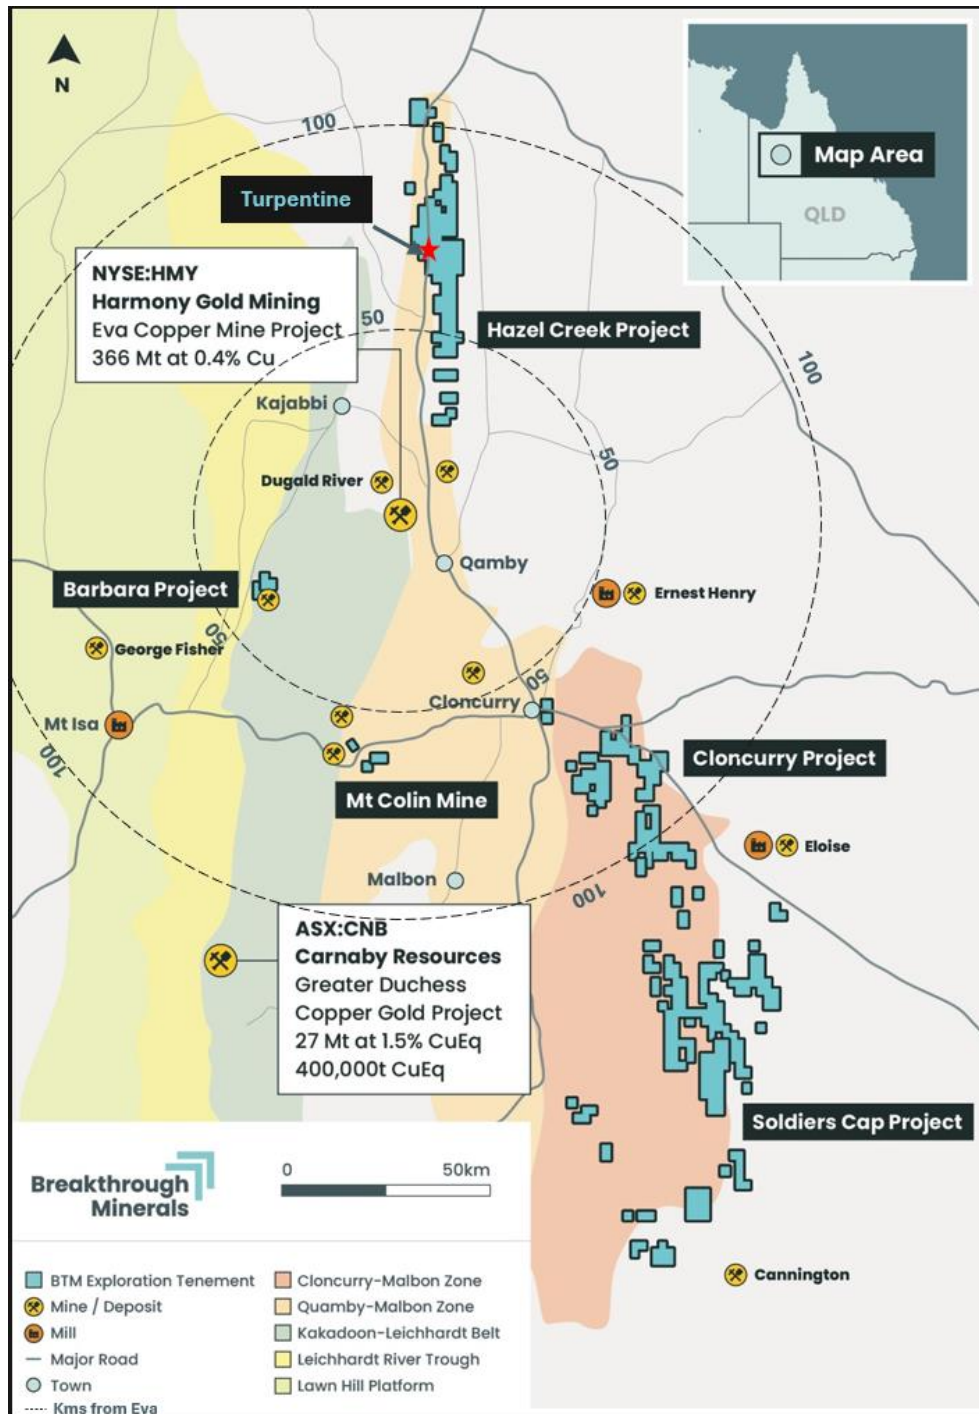 N
100
Turpentine
Map Area
QLD
NYSE:HMY
Harmony Gold Mining
Eva Copper Mine Project
366 Mt at 0.4% Cu
50
Hazel Creek Project
100
Kajabbi
50
Dugald River
Qamby
Barbara Project
Ernest Henry
50
George Fisher
50
Cloncurry
Mt Isa
100
Cloncurry Project
Mt Colin Mine
Eloise
Malbon
100
ASX:CNB
Carnaby Resources
Greater Duchess
Copper Gold Project
27 Mt at 1.5% CuEq
400,000t CuEq
Soldiers Cap Project
Cannington
Breakthrough
Minerals
0 50km
BTM Exploration Tenement
Mine / Deposit
Mill
Major Road
Town
Kms from Eva
Cloncurry-Malbon Zone
Quamby-Malbon Zone
Kakadoon-Leichhardt Belt
Leichhardt River Trough
Lawn Hill Platform